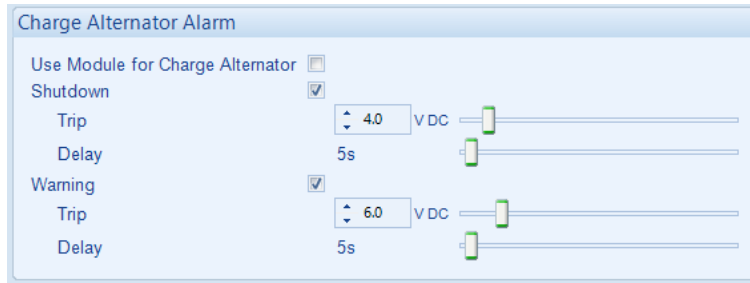 Charge Alternator Alarm
Use Module for Charge Alternator
Shutdown
Trip 4.0 V DC
Delay 5s
Warning
Trip 6.0 V DC
Delay 5s